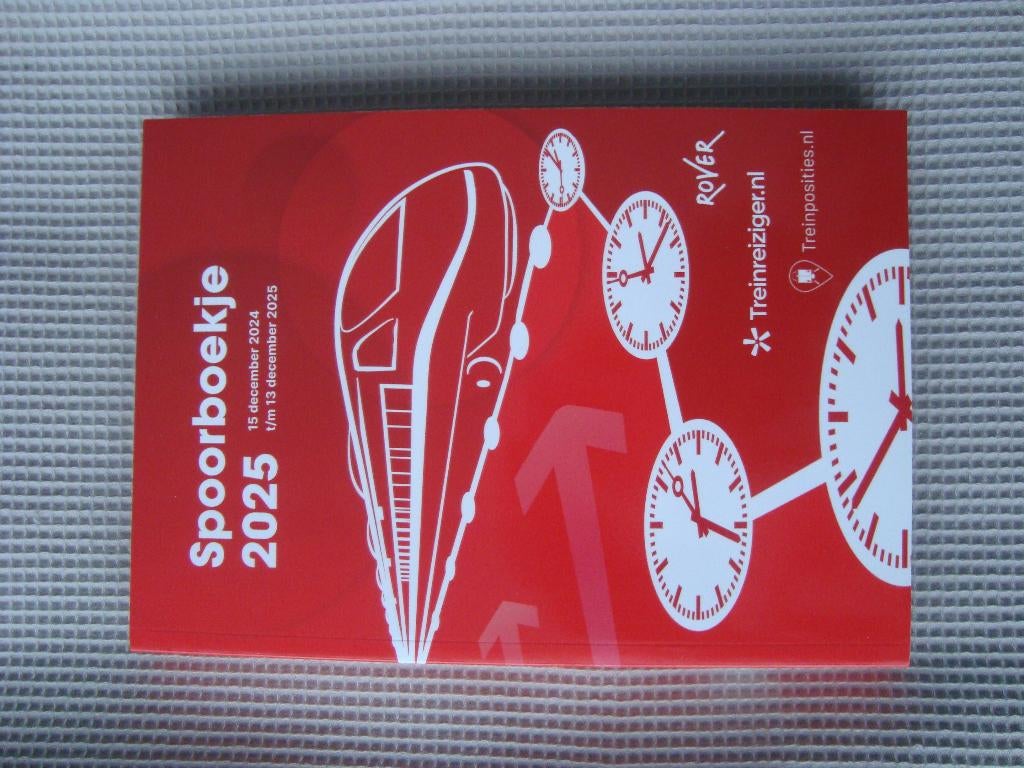 Spoorboekje
2025
15 december 2024
t/m 13 december 2025
ROVER
Treinreiziger.nl
Treinposities.nl